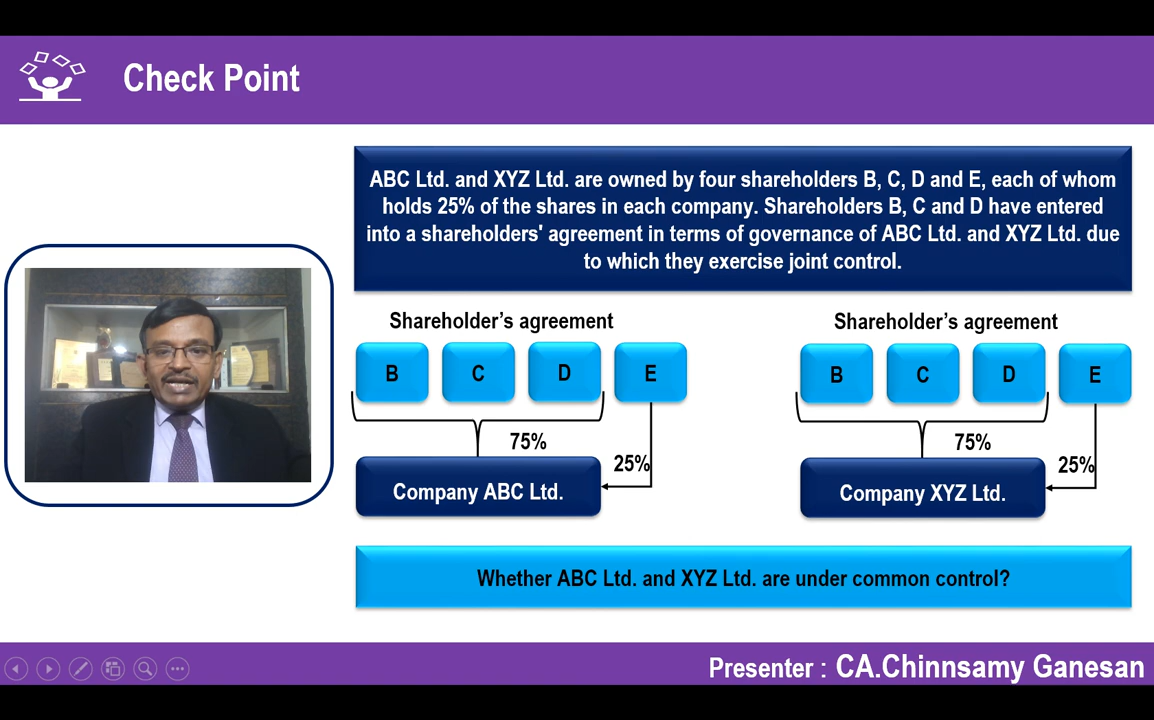 Check Point
ABC Ltd. and XYZ Ltd. are owned by four shareholders B, C, D and E, each of whom
holds 25% of the shares in each company. Shareholders B, C and D have entered
into a shareholders' agreement in terms of governance of ABC Ltd. and XYZ Ltd. due
to which they exercise joint control.
Shareholder’s agreement
B C D E
75%
25%
Company ABC Ltd.
Shareholder’s agreement
B C D E
75%
25%
Company XYZ Ltd.
Whether ABC Ltd. and XYZ Ltd. are under common control?
Presenter : CA.Chinnsamy Ganesan